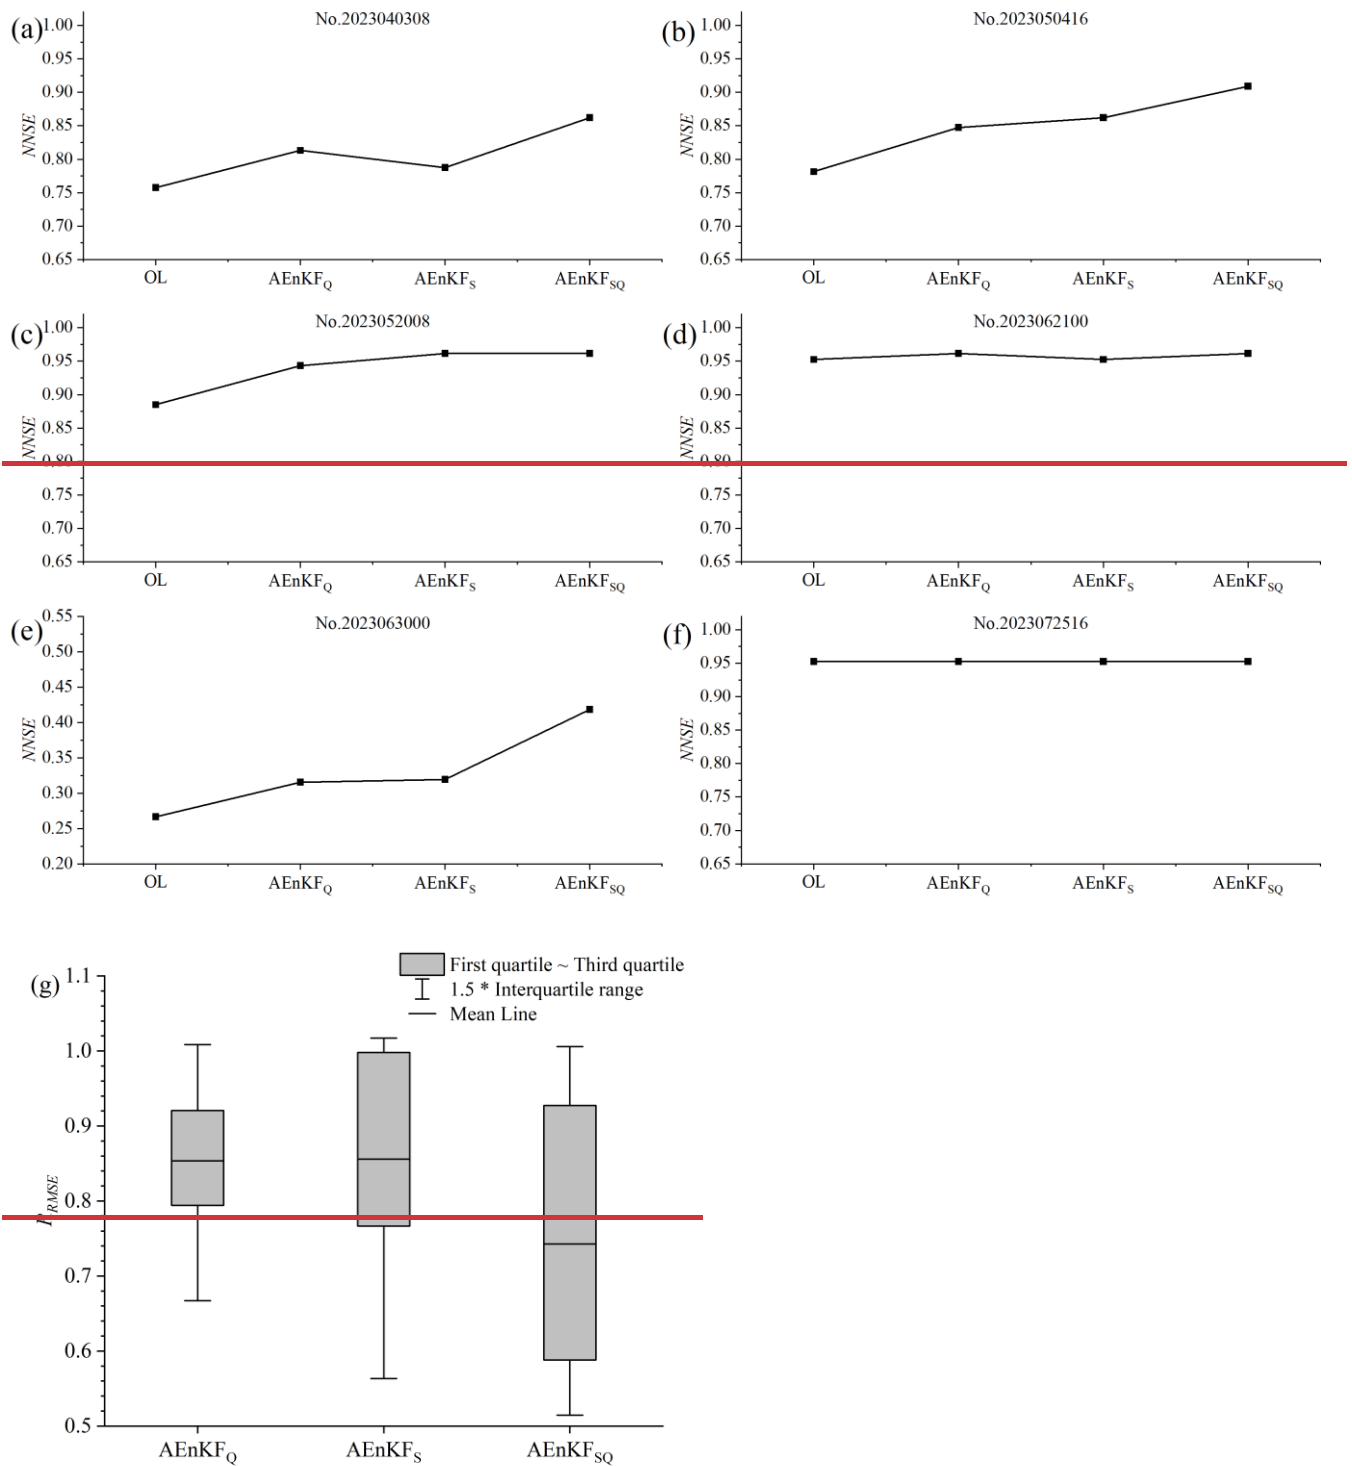 (a)
No.2023040308
1.00
0.95
0.90
0.85
0.80
0.75
0.70
0.65
NNSE
OL
AEnKF_Q
AEnKF_S
AEnKF_SQ
(b)
No.2023050416
1.00
0.95
0.90
0.85
0.80
0.75
0.70
0.65
NNSE
OL
AEnKF_Q
AEnKF_S
AEnKF_SQ
(c)
No.2023052008
1.00
0.95
0.90
0.85
0.80
0.75
0.70
0.65
NNSE
OL
AEnKF_Q
AEnKF_S
AEnKF_SQ
(d)
No.2023062100
1.00
0.95
0.90
0.85
0.80
0.75
0.70
0.65
NNSE
OL
AEnKF_Q
AEnKF_S
AEnKF_SQ
(e)
No.2023063000
0.55
0.50
0.45
0.40
0.35
0.30
0.25
0.20
NNSE
OL
AEnKF_Q
AEnKF_S
AEnKF_SQ
(f)
No.2023072516
1.00
0.95
0.90
0.85
0.80
0.75
0.70
0.65
NNSE
OL
AEnKF_Q
AEnKF_S
AEnKF_SQ
(g)
First quartile ~ Third quartile
1.5 * Interquartile range
Mean Line
1.1
1.0
0.9
0.8
0.7
0.6
0.5
RMSE
AEnKF_Q
AEnKF_S
AEnKF_SQ